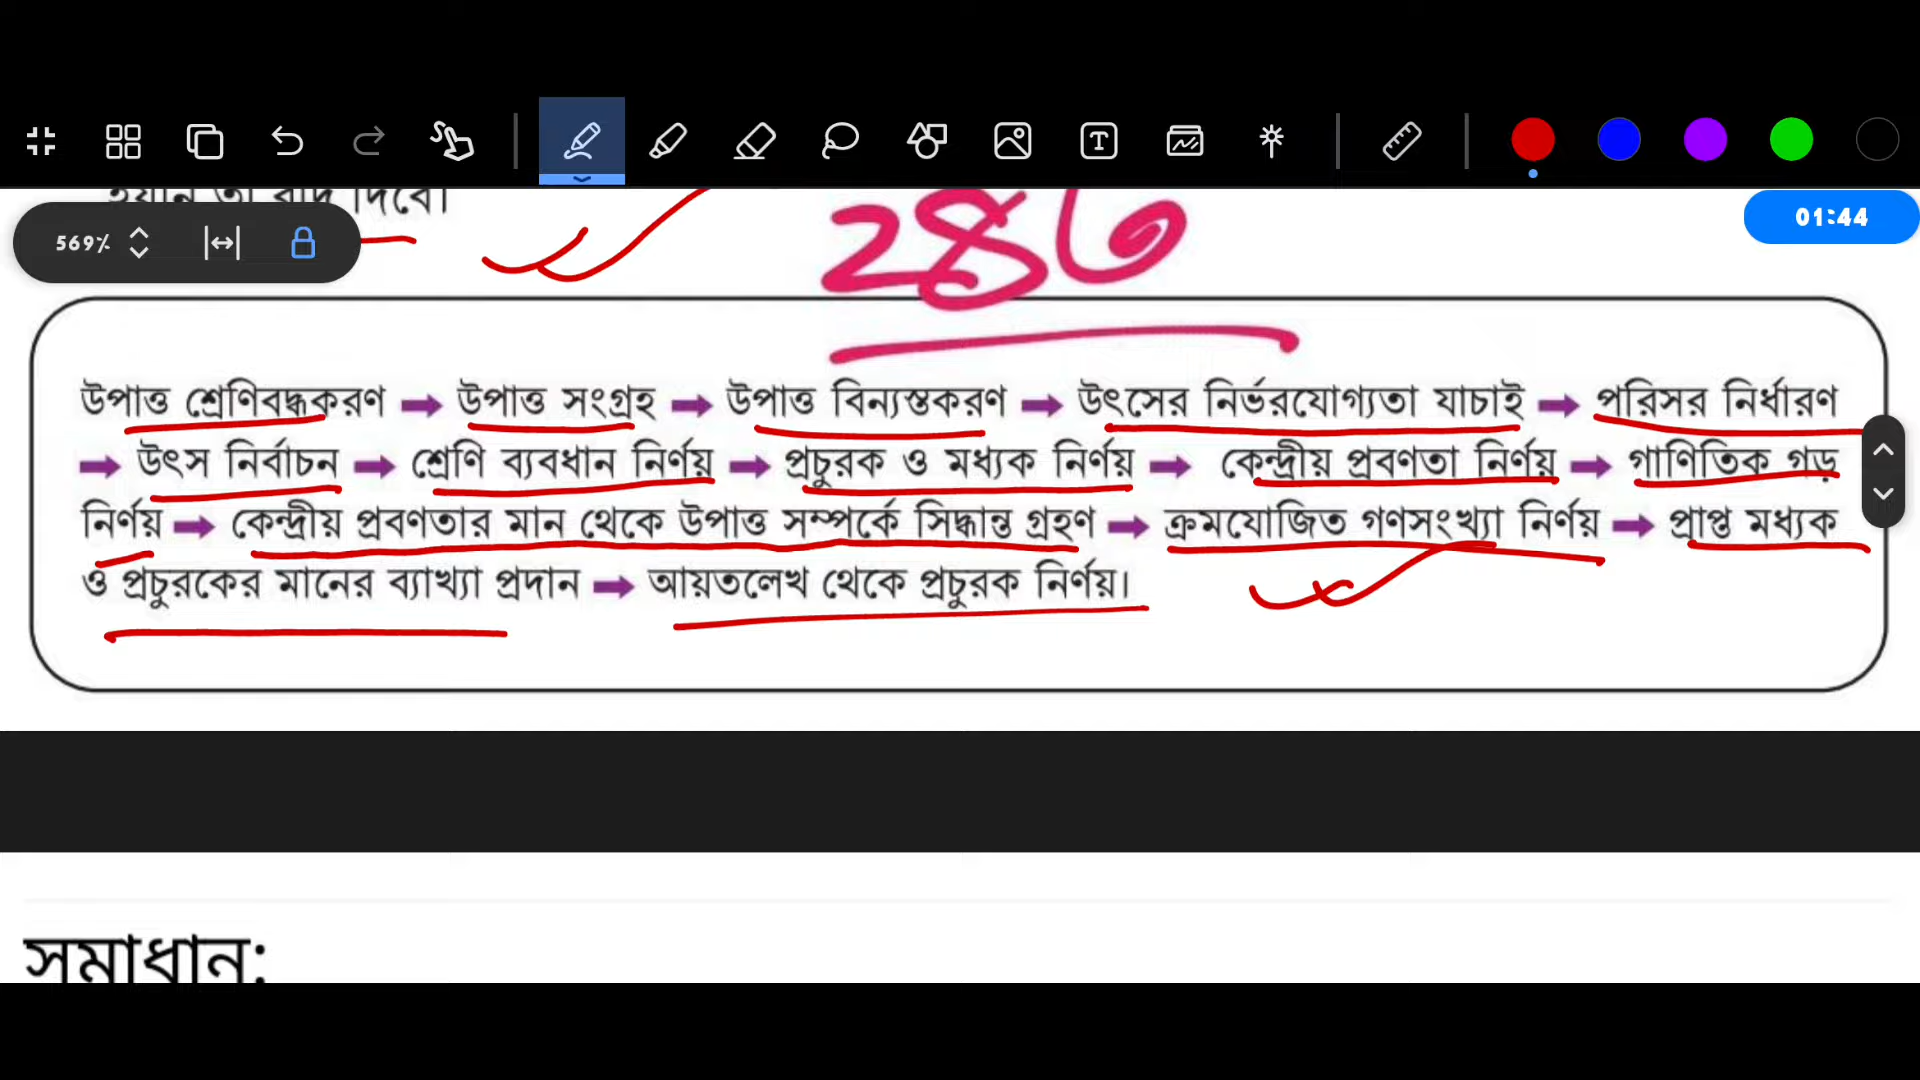 569%
01:44
তা বাদ দিবে।
২৪৬
উপাত্ত শ্রেণিবদ্ধকরণ ➡ উপাত্ত সংগ্রহ ➡ উপাত্ত বিন্যস্তকরণ ➡ উৎসের নির্ভরযোগ্যতা যাচাই ➡ পরিসর নির্ধারণ
➡ উৎস নির্বাচন ➡ শ্রেণি ব্যবধান নির্ণয় ➡ প্রচুরক ও মধ্যক নির্ণয় ➡ কেন্দ্রীয় প্রবণতা নির্ণয় ➡ গাণিতিক গড়
নির্ণয় ➡ কেন্দ্রীয় প্রবণতার মান থেকে উপাত্ত সম্পর্কে সিদ্ধান্ত গ্রহণ ➡ ক্রমযোজিত গণসংখ্যা নির্ণয় ➡ প্রাপ্ত মধ্যক
ও প্রচুরকের মানের ব্যাখ্যা প্রদান ➡ আয়তলেখ থেকে প্রচুরক নির্ণয়।
সমাধান: